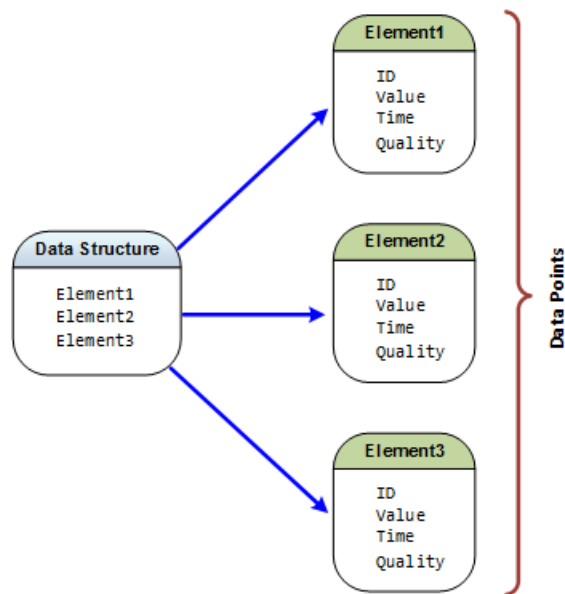 Data Structure
Element1
Element2
Element3
Element1
ID
Value
Time
Quality
Element2
ID
Value
Time
Quality
Element3
ID
Value
Time
Quality
Data Points